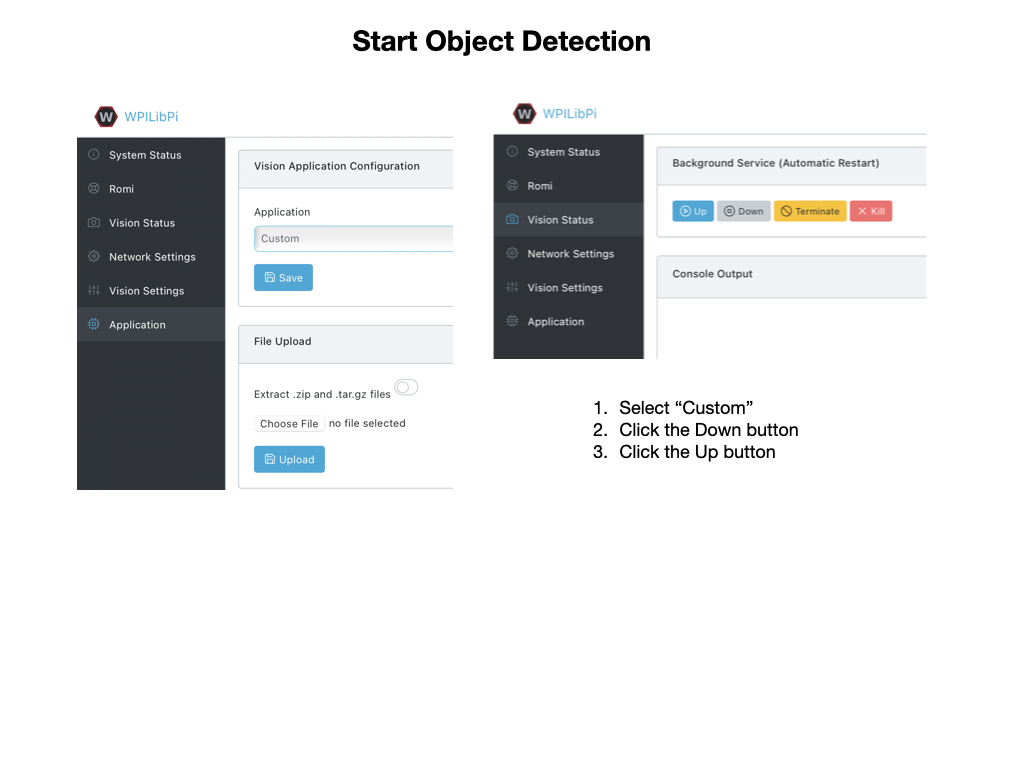 Start Object Detection
W WPILibPi
System Status
Romi
Vision Status
Network Settings
Vision Settings
Application
Vision Application Configuration
Application
Custom
Save
File Upload
Extract .zip and .tar.gz files
Choose File no file selected
Upload
W WPILibPi
System Status
Romi
Vision Status
Network Settings
Vision Settings
Application
Background Service (Automatic Restart)
Up Down Terminate Kill
Console Output
1. Select “Custom”
2. Click the Down button
3. Click the Up button